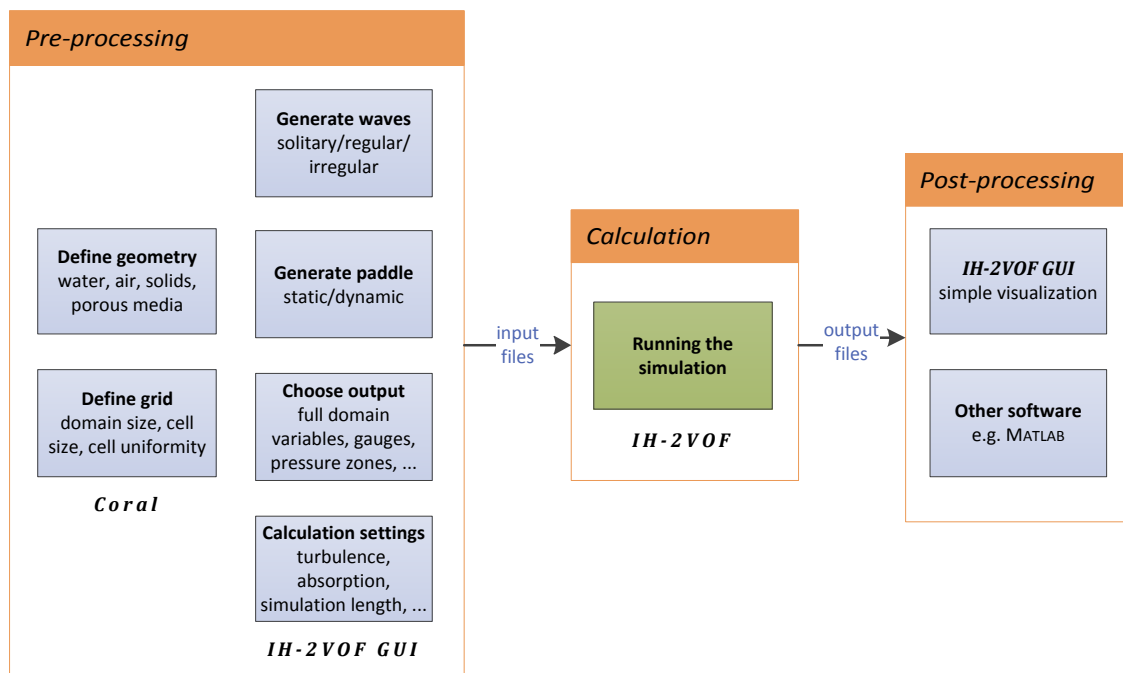 Pre-processing
Generate waves
solitary/regular/
irregular
Define geometry
water, air, solids,
porous media
Generate paddle
static/dynamic
Define grid
domain size, cell
size, cell uniformity
Choose output
full domain
variables, gauges,
pressure zones, ...
Coral
Calculation settings
turbulence,
absorption,
simulation length, ...
IH-2VOF GUI
input
files
Calculation
Running the
simulation
IH-2VOF
output
files
Post-processing
IH-2VOF GUI
simple visualization
Other software
e.g. MATLAB